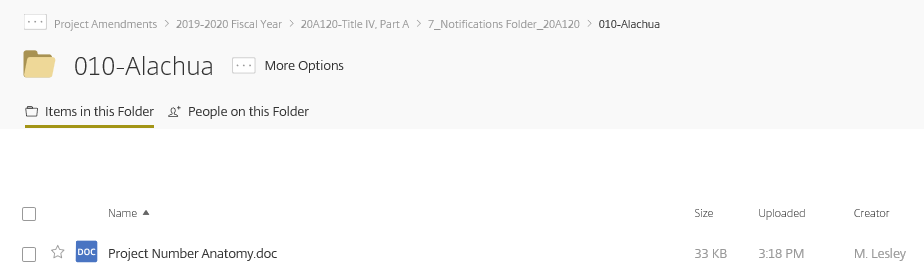 Project Amendments > 2019-2020 Fiscal Year > 20A120-Title IV, Part A > 7_Notifications Folder_20A120 > 010-Alachua
010-Alachua ... More Options
Items in this Folder People on this Folder
Name Size Uploaded Creator
DOC Project Number Anatomy.doc 33 KB 3:18 PM M. Lesley